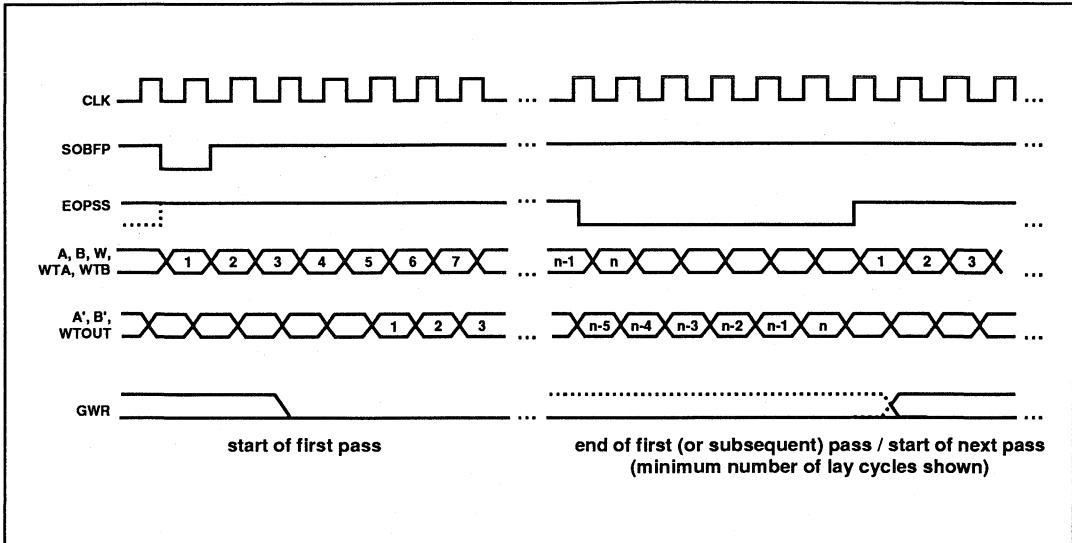 CLK
...
...
SOBFP
...
...
EOPSS
...
...
A, B, W,
WTA, WTB
1 2 3 4 5 6 7
...
n-1 n 1 2 3
...
A', B',
WTOUT
1 2 3
...
n-5 n-4 n-3 n-2 n-1 n
...
GWR
...
...
start of first pass
end of first (or subsequent) pass / start of next pass
(minimum number of lay cycles shown)